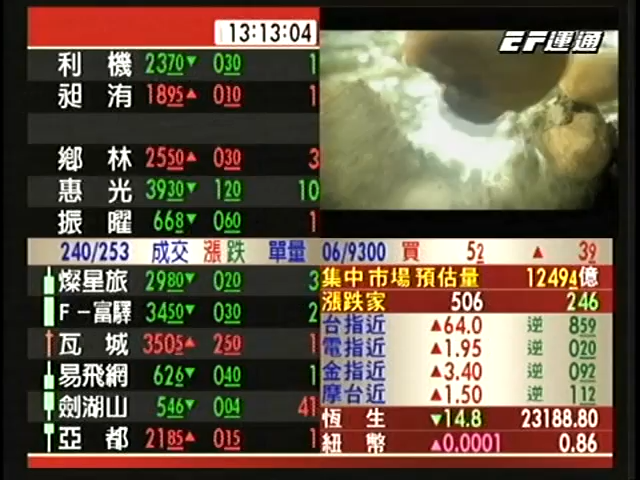 13:13:04
EF運通
利機 2370▼ 030 1
昶洧 1895▲ 010 1
鄉林 2550▲ 030 3
惠光 3930▼ 120 10
振曜 668▼ 060 1
240/253 成交 漲跌 單量 06/9300 買 52 ▲ 39
燦星旅 2980▼ 020 3
集中市場預估量 12494億
F-富驛 3450▼ 030 2
漲跌家 506 246
瓦城 3505▲ 250 1
台指近 ▲64.0 逆 859
電指近 ▲1.95 逆 020
易飛網 626▼ 040 1
金指近 ▲3.40 逆 092
劍湖山 546▼ 004 41
摩台近 ▲1.50 逆 112
恆生 ▼14.8 23188.80
亞都 2185▲ 015 1
紐幣 ▲0.0001 0.86